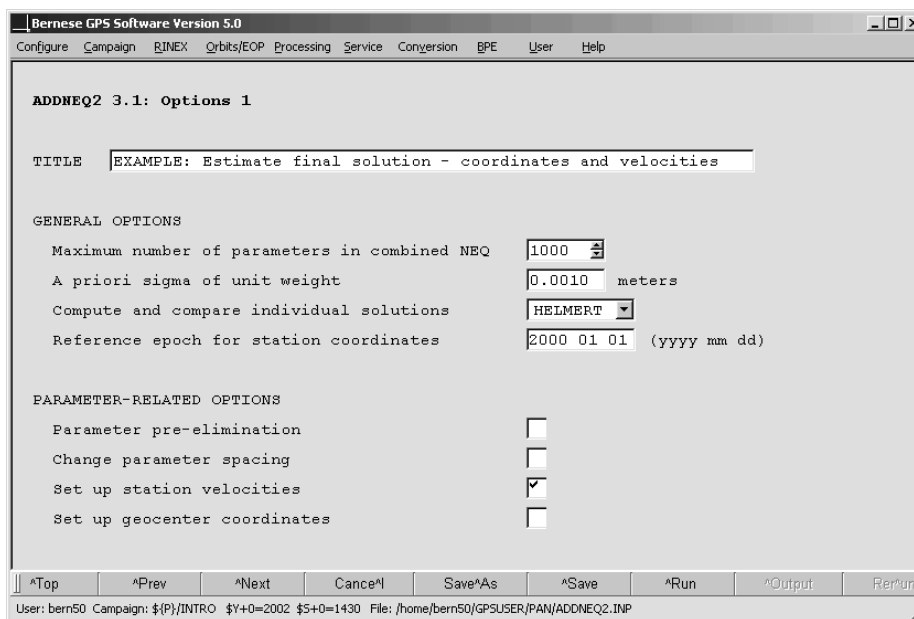 Bernese GPS Software Version 5.0
Configure Campaign RINEX Orbits/EOP Processing Service Conversion BPE User Help
ADDNEQ2 3.1: Options 1
TITLE EXAMPLE: Estimate final solution - coordinates and velocities
GENERAL OPTIONS
Maximum number of parameters in combined NEQ 1000
A priori sigma of unit weight 0.0010 meters
Compute and compare individual solutions HELMERT
Reference epoch for station coordinates 2000 01 01 (yyyy mm dd)
PARAMETER-RELATED OPTIONS
Parameter pre-elimination
Change parameter spacing
Set up station velocities
Set up geocenter coordinates
^Top ^Prev ^Next Cance^l Save^As ^Save ^Run ^Output Rer^un
User: bern50 Campaign: ${P}/INTRO $Y+0=2002 $S+0=1430 File: /home/bern50/GPSUSER/PAN/ADDNEQ2.INP